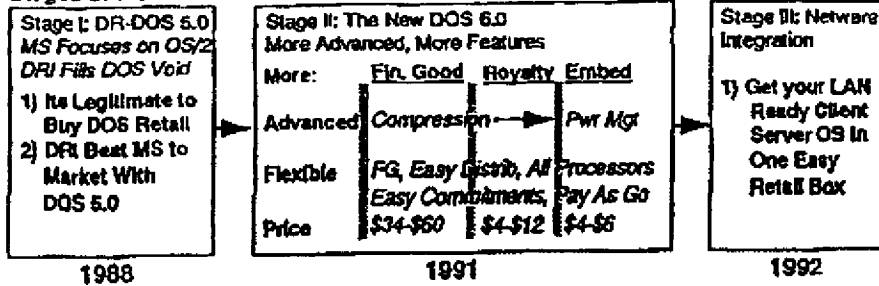 Stage I: DR-DOS 5.0
MS Focuses on OS/2
DRI Fills DOS Void
1) Its Legitimate to
Buy DOS Retail
2) DRI Beat MS to
Market With
DOS 5.0
1988
Stage II: The New DOS 6.0
More Advanced, More Features
More: Fin. Good Royalty Embed
Advanced Compression Pwr Mgt
Flexible FG, Easy Distrib, All Processors
Easy Commitments, Pay As Go
Price $34-$60 $4-$12 $4-$6
1991
Stage III: Netware
Integration
1) Get your LAN
Ready Client
Server OS in
One Easy
Retail Box
1992